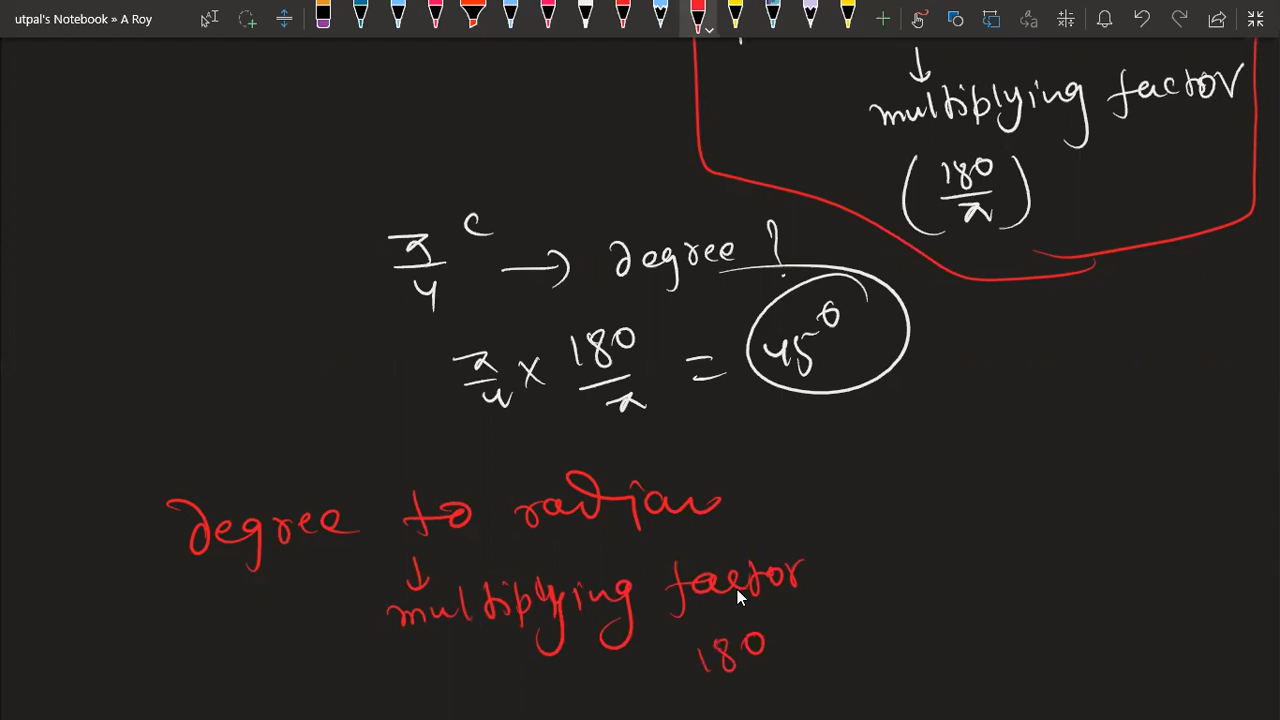 utpal's Notebook » A Roy
↓
multiplying factor
(180/π)
π/4 ᶜ → degree ?
π/4 × 180/π = 45°
degree to radian
↓ multiplying factor
180